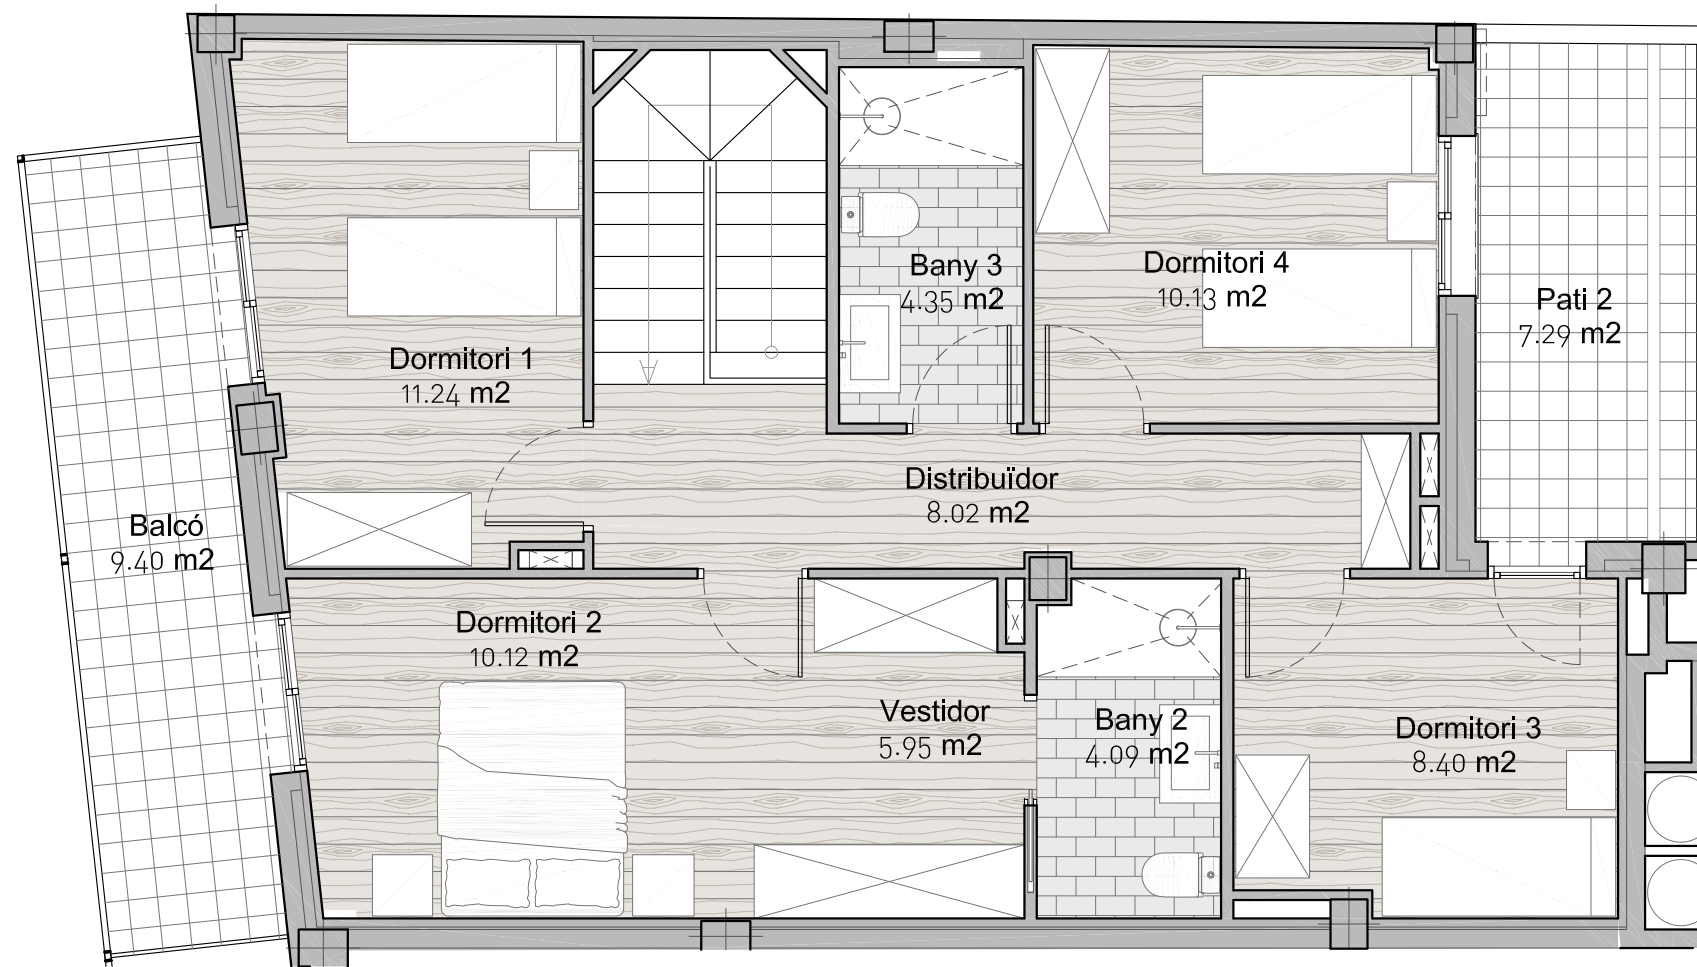 Bany 3
4.35 m2
Dormitori 4
10.13 m2
Pati 2
7.29 m2
Dormitori 1
11.24 m2
Distribuïdor
8.02 m2
Balcó
9.40 m2
Dormitori 2
10.12 m2
Vestidor
5.95 m2
Bany 2
4.09 m2
Dormitori 3
8.40 m2